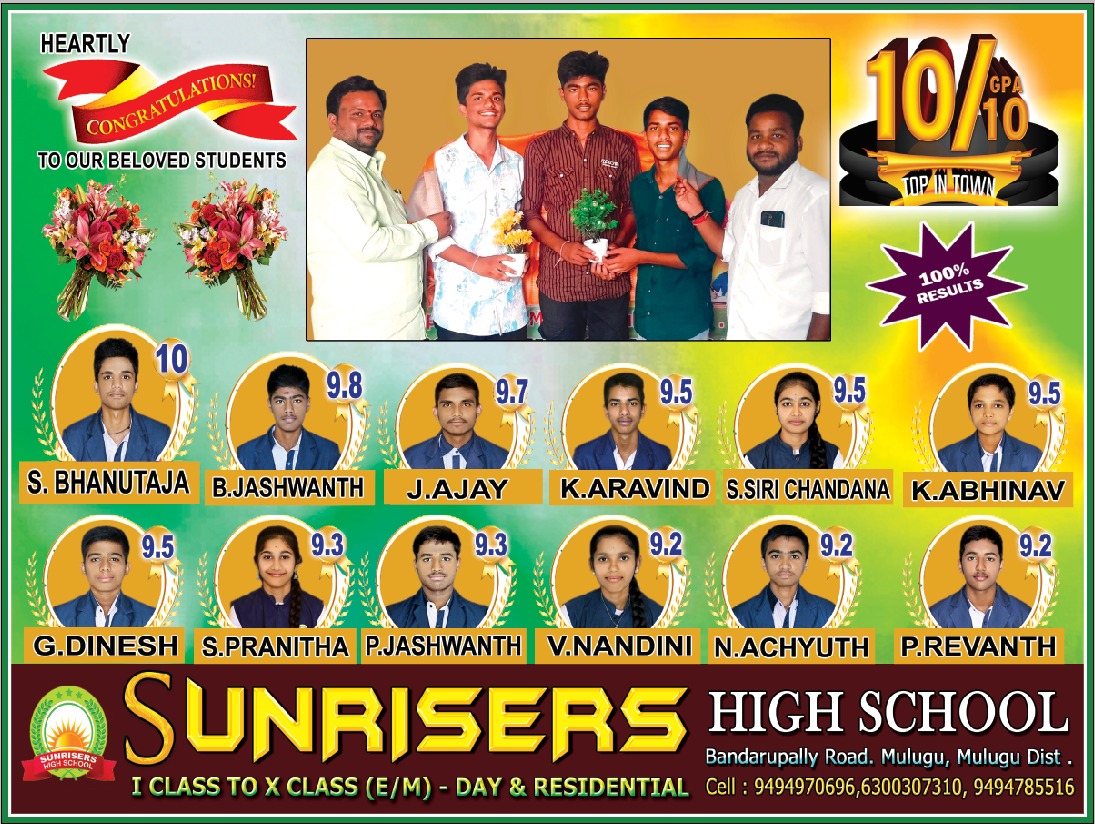 HEARTLY
CONGRATULATIONS!
TO OUR BELOVED STUDENTS
10/10
GPA
TOP IN TOWN
100%
RESULTS
10
S. BHANUTAJA
9.8
B.JASHWANTH
9.7
J.AJAY
9.5
K.ARAVIND
9.5
S.SIRI CHANDANA
9.5
K.ABHINAV
9.5
G.DINESH
9.3
S.PRANITHA
9.3
P.JASHWANTH
9.2
V.NANDINI
9.2
N.ACHYUTH
9.2
P.REVANTH
SUNRISERS
HIGH SCHOOL
SUNRISERS HIGH SCHOOL
Bandarupally Road. Mulugu, Mulugu Dist .
I CLASS TO X CLASS (E/M) - DAY & RESIDENTIAL
Cell : 9494970696,6300307310, 9494785516